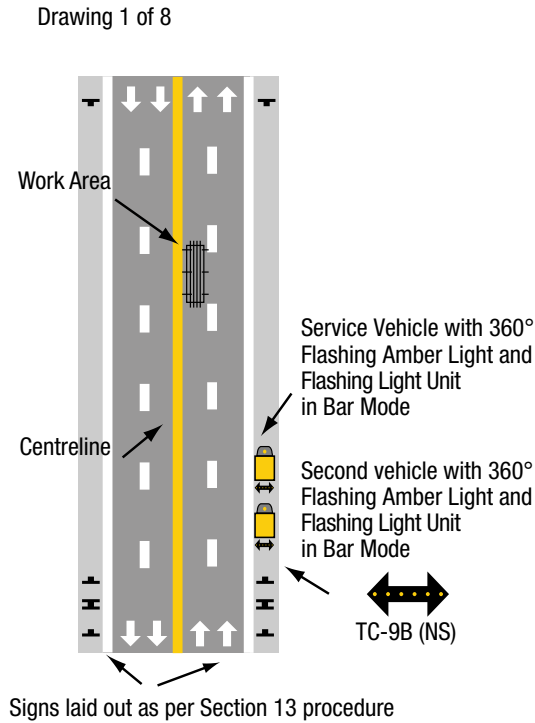 Drawing 1 of 8
Work Area
Service Vehicle with 360°
Flashing Amber Light and
Flashing Light Unit
in Bar Mode
Centreline
Second vehicle with 360°
Flashing Amber Light and
Flashing Light Unit
in Bar Mode
TC-9B (NS)
Signs laid out as per Section 13 procedure